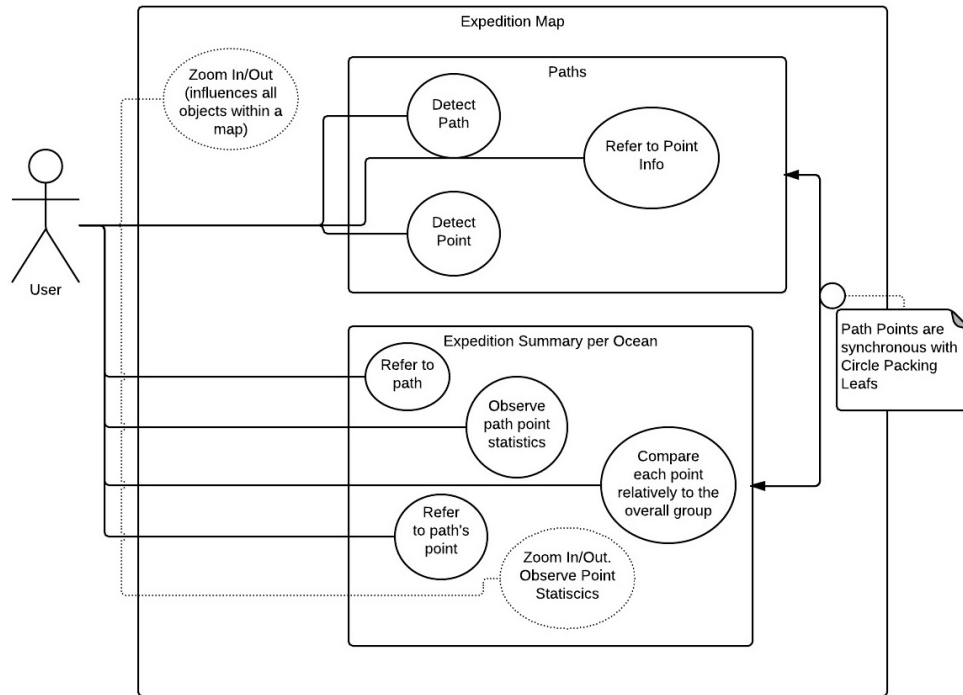 Expedition Map
Zoom In/Out
(influences all
objects within a
map)
Paths
Detect
Path
Refer to Point
Info
Detect
Point
User
Path Points are
synchronous with
Circle Packing
Leafs
Expedition Summary per Ocean
Refer to
path
Observe
path point
statistics
Compare
each point
relatively to the
overall group
Refer
to path's
point
Zoom In/Out.
Observe Point
Statiscics